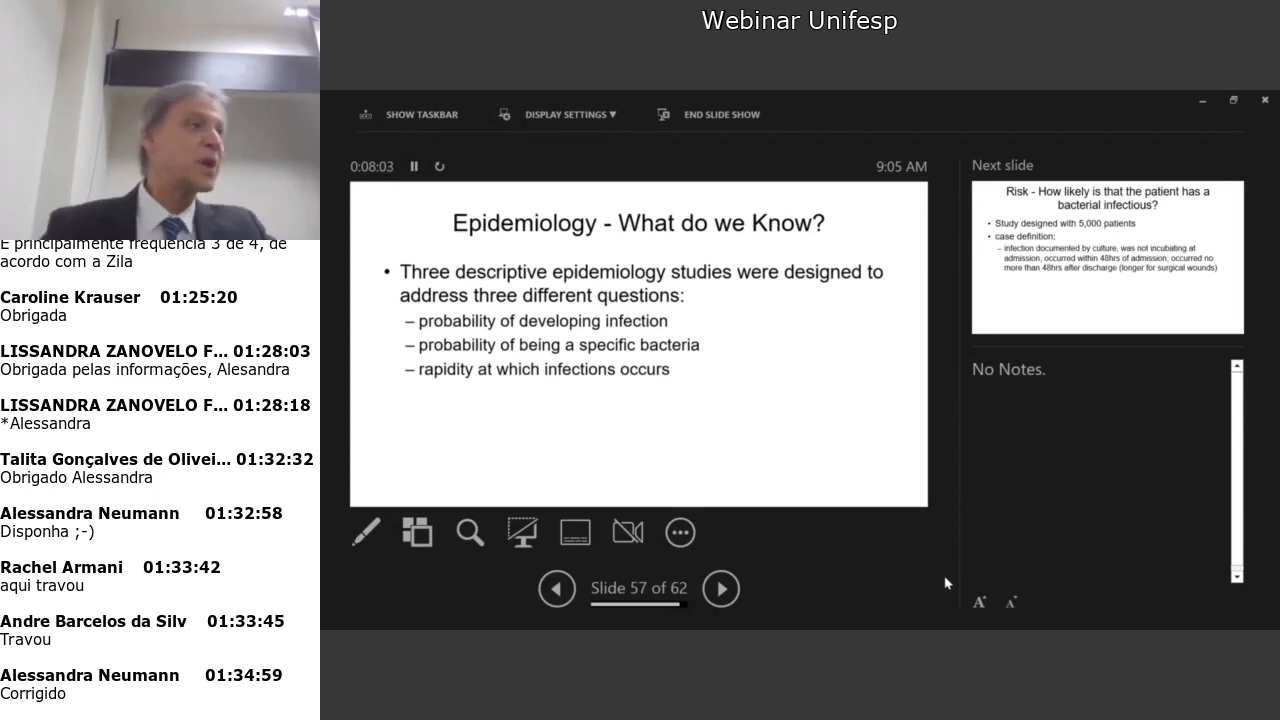 Webinar Unifesp
E principalmente frequência 3 de 4, de
acordo com a Zila
Caroline Krauser 01:25:20
Obrigada
LISSANDRA ZANOVELO F... 01:28:03
Obrigada pelas informações, Alesandra
LISSANDRA ZANOVELO F... 01:28:18
*Alessandra
Talita Gonçalves de Olivei... 01:32:32
Obrigado Alessandra
Alessandra Neumann 01:32:58
Disponha ;-)
Rachel Armani 01:33:42
aqui travou
Andre Barcelos da Silv 01:33:45
Travou
Alessandra Neumann 01:34:59
Corrigido
SHOW TASKBAR DISPLAY SETTINGS ▼ END SLIDE SHOW
0:08:03 9:05 AM
Epidemiology - What do we Know?
• Three descriptive epidemiology studies were designed to
address three different questions:
– probability of developing infection
– probability of being a specific bacteria
– rapidity at which infections occurs
Slide 57 of 62
Next slide
Risk - How likely is that the patient has a
bacterial infectious?
• Study designed with 5,000 patients
• case definition:
– infection documented by culture, was not incubating at
admission, occurred within 48hrs of admission, occurred no
more than 48hrs after discharge (longer for surgical wounds)
No Notes.
A A